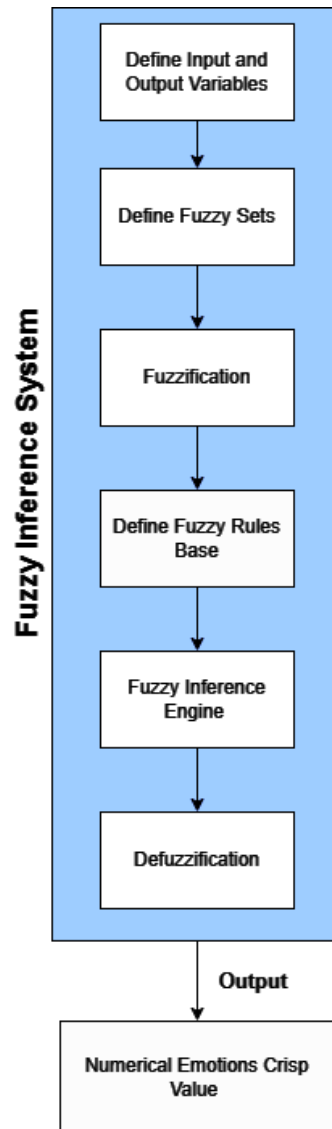 Define Input and
Output Variables
Define Fuzzy Sets
Fuzzification
Define Fuzzy Rules
Base
Fuzzy Inference
Engine
Defuzzification
Fuzzy Inference System
Output
Numerical Emotions Crisp
Value